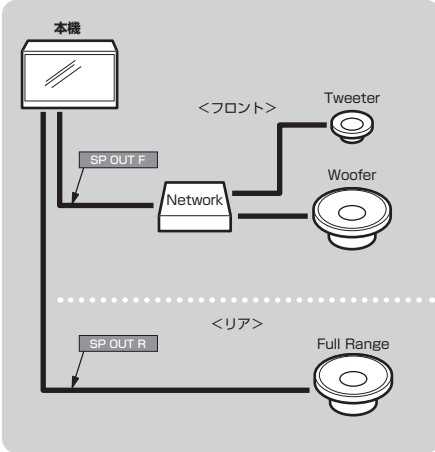 本機
＜フロント＞
Tweeter
SP OUT F
Woofer
Network
＜リア＞
SP OUT R
Full Range